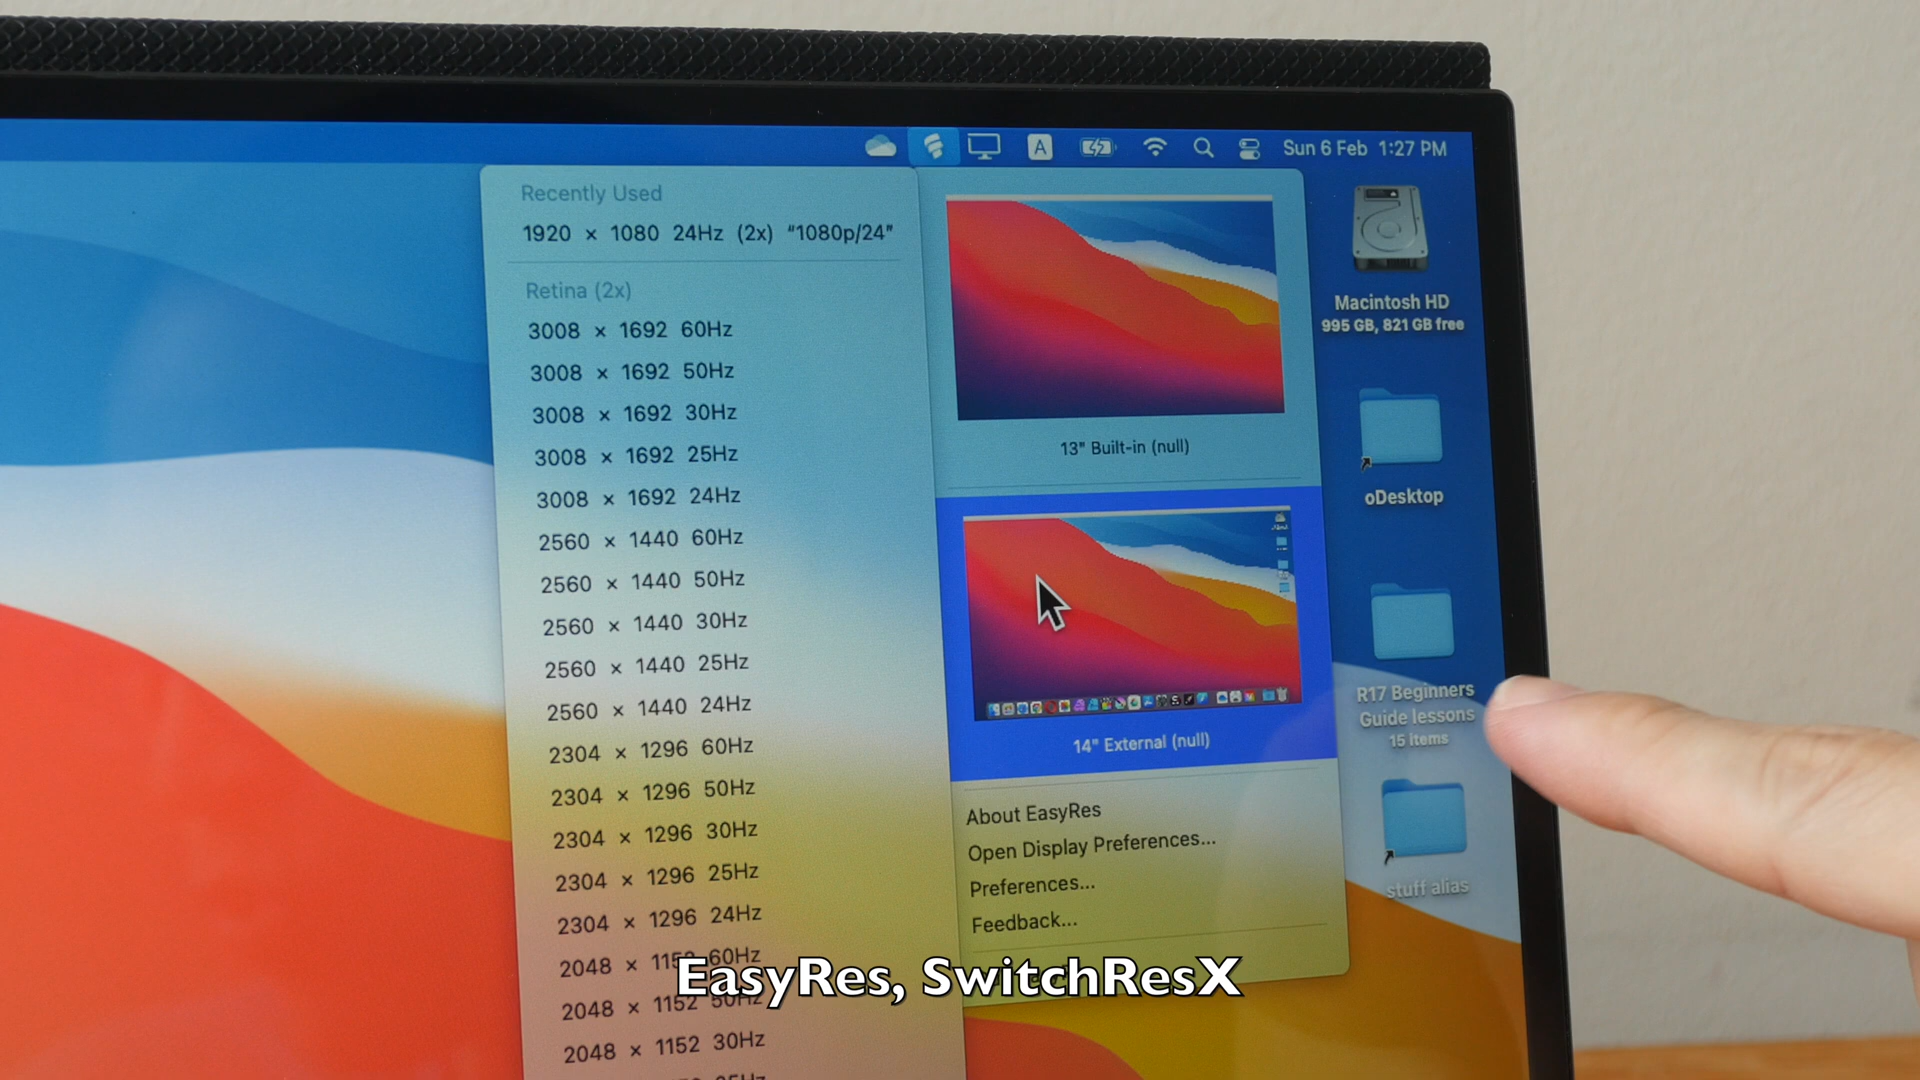 A
Sun 6 Feb 1:27 PM
Recently Used
1920 × 1080 24Hz (2x) “1080p/24”
Retina (2x)
3008 × 1692 60Hz
3008 × 1692 50Hz
3008 × 1692 30Hz
3008 × 1692 25Hz
3008 × 1692 24Hz
2560 × 1440 60Hz
2560 × 1440 50Hz
2560 × 1440 30Hz
2560 × 1440 25Hz
2560 × 1440 24Hz
2304 × 1296 60Hz
2304 × 1296 50Hz
2304 × 1296 30Hz
2304 × 1296 25Hz
2304 × 1296 24Hz
2048 × 1152 60Hz
2048 × 1152 50Hz
2048 × 1152 30Hz
13" Built-in (null)
14" External (null)
About EasyRes
Open Display Preferences...
Preferences...
Feedback...
Macintosh HD
995 GB, 821 GB free
oDesktop
R17 Beginners
Guide lessons
15 items
stuff alias
EasyRes, SwitchResX